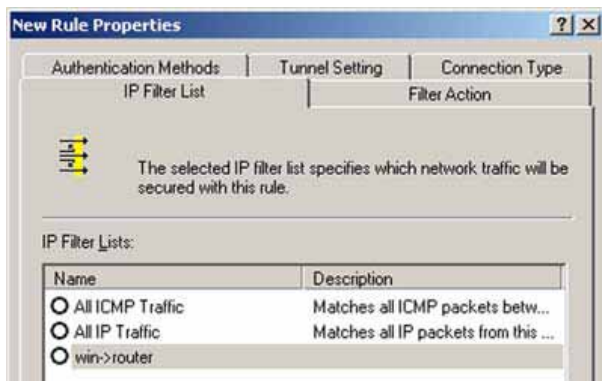 New Rule Properties
Authentication Methods Tunnel Setting Connection Type
IP Filter List Filter Action
The selected IP filter list specifies which network traffic will be
secured with this rule.
IP Filter Lists:
Name Description
All ICMP Traffic Matches all ICMP packets betw...
All IP Traffic Matches all IP packets from this ...
win->router